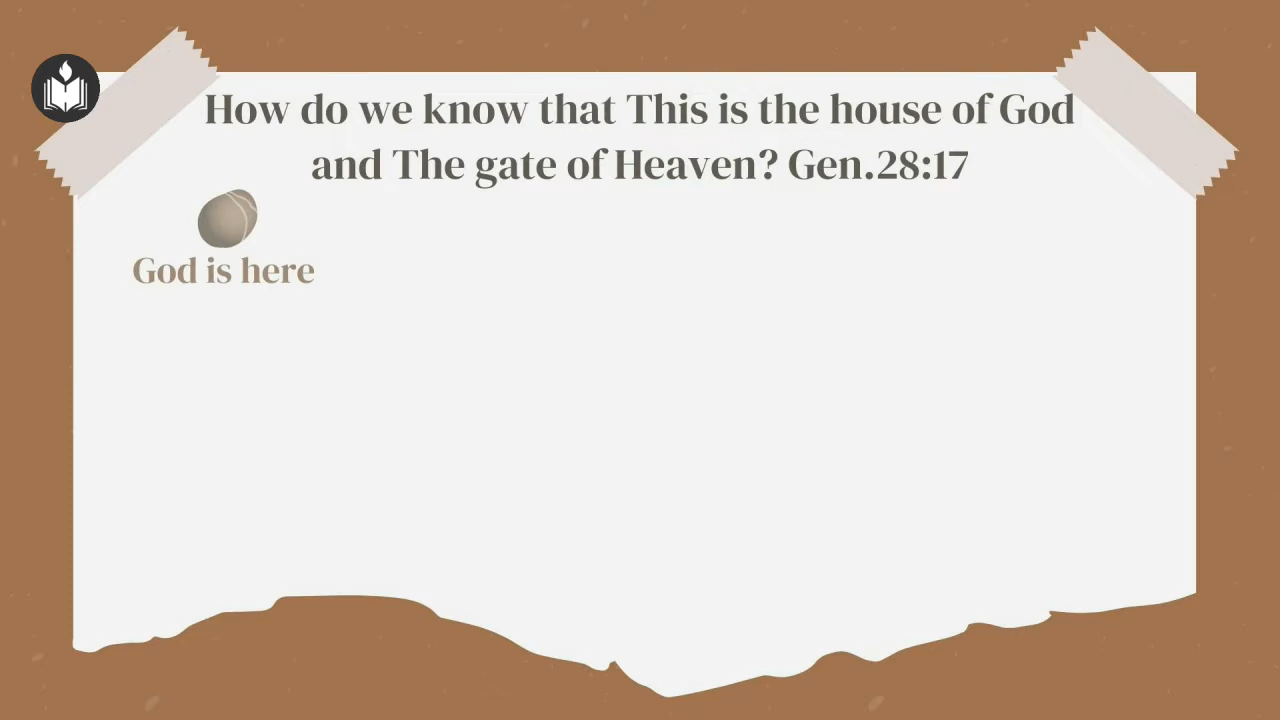 How do we know that This is the house of God
and The gate of Heaven? Gen.28:17
God is here